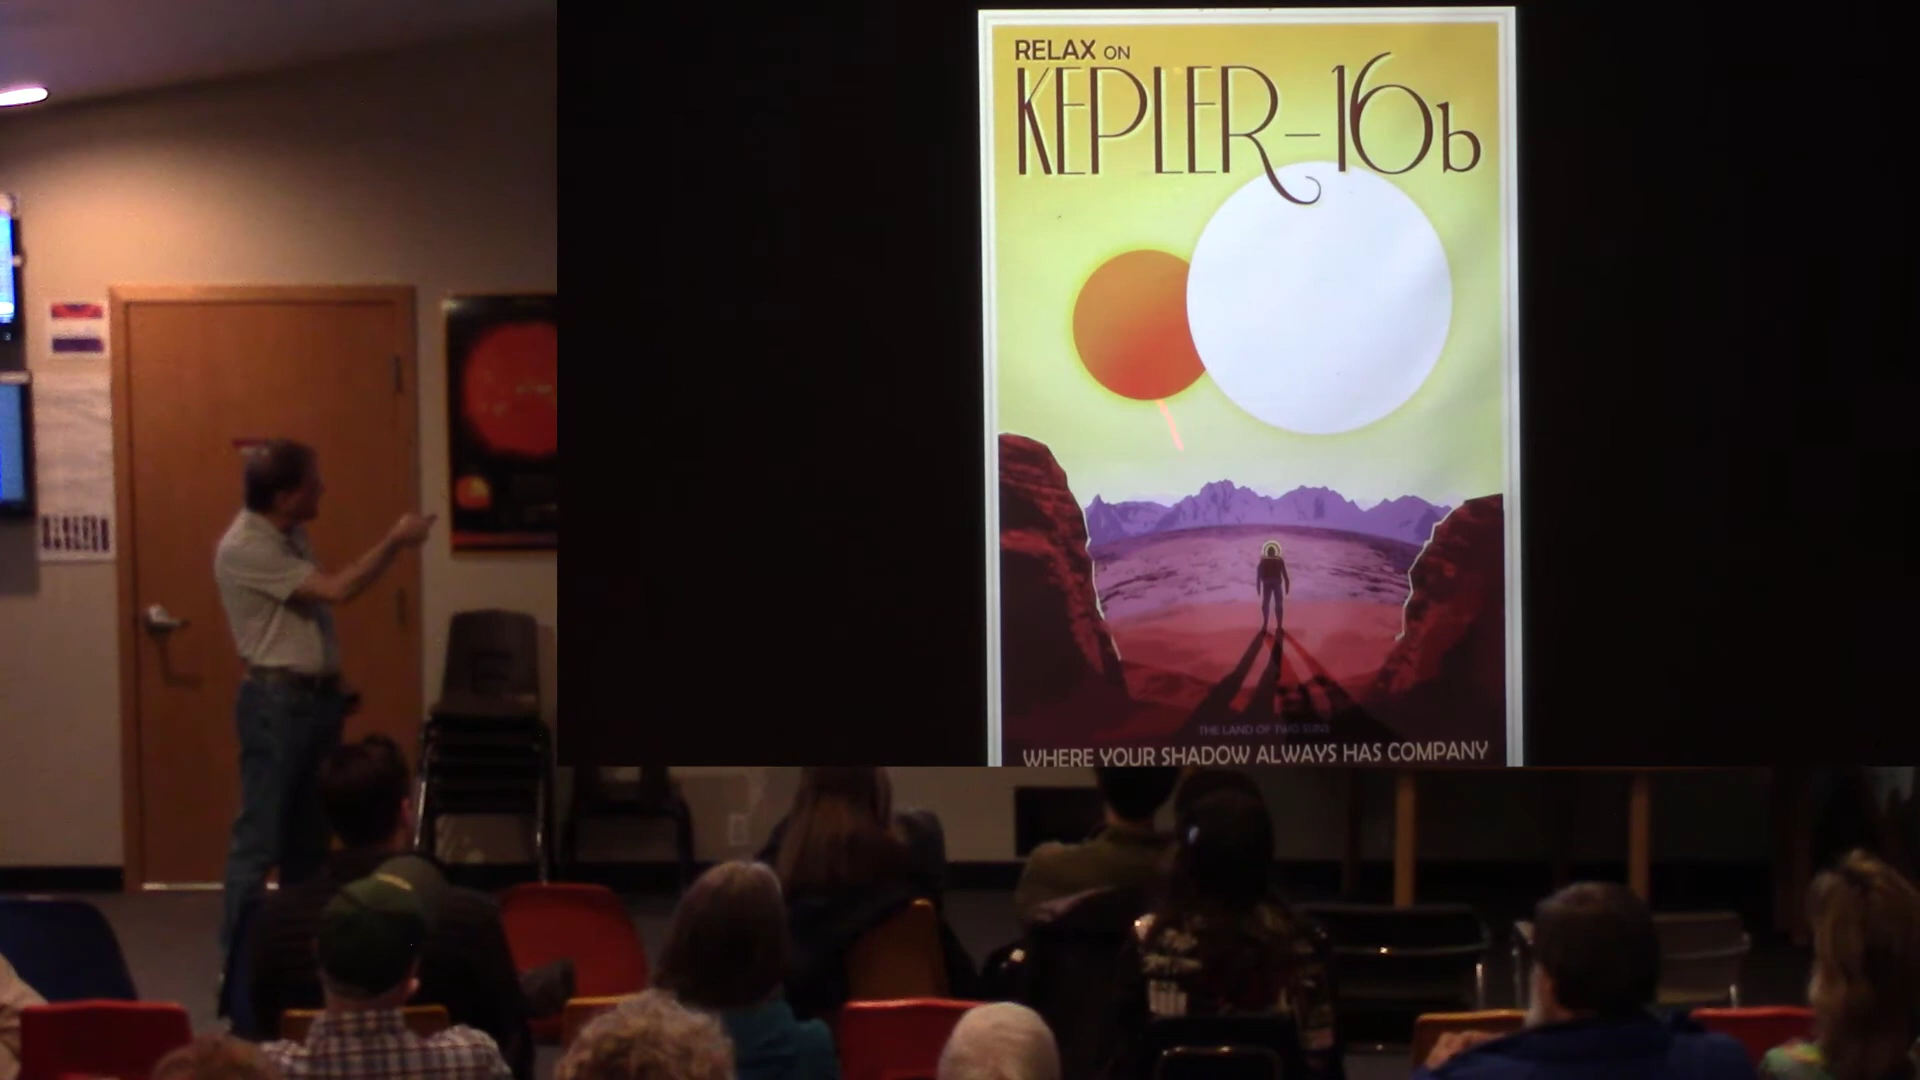 RELAX ON
KEPLER-16b
THE LAND OF TWO SUNS
WHERE YOUR SHADOW ALWAYS HAS COMPANY